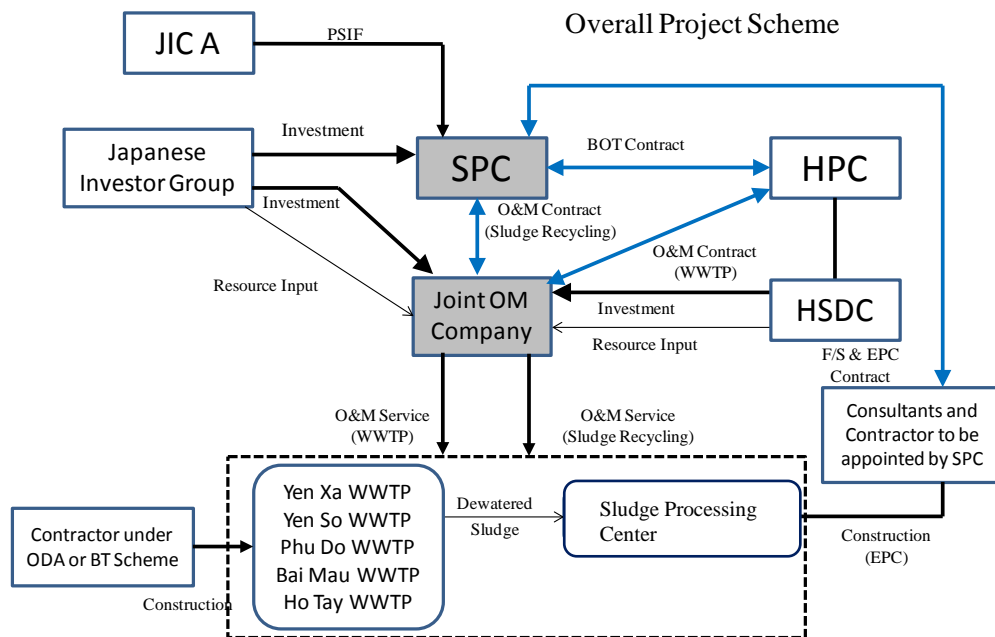 Overall Project Scheme
JIC A
PSIF
Japanese
Investor Group
Investment
Investment
Resource Input
SPC
BOT Contract
HPC
O&M Contract
(Sludge Recycling)
O&M Contract
(WWTP)
Joint OM
Company
Investment
Resource Input
HSDC
F/S & EPC
Contract
Consultants and
Contractor to be
appointed by SPC
O&M Service
(WWTP)
O&M Service
(Sludge Recycling)
Contractor under
ODA or BT Scheme
Construction
Yen Xa WWTP
Yen So WWTP
Phu Do WWTP
Bai Mau WWTP
Ho Tay WWTP
Dewatered
Sludge
Sludge Processing
Center
Construction
(EPC)